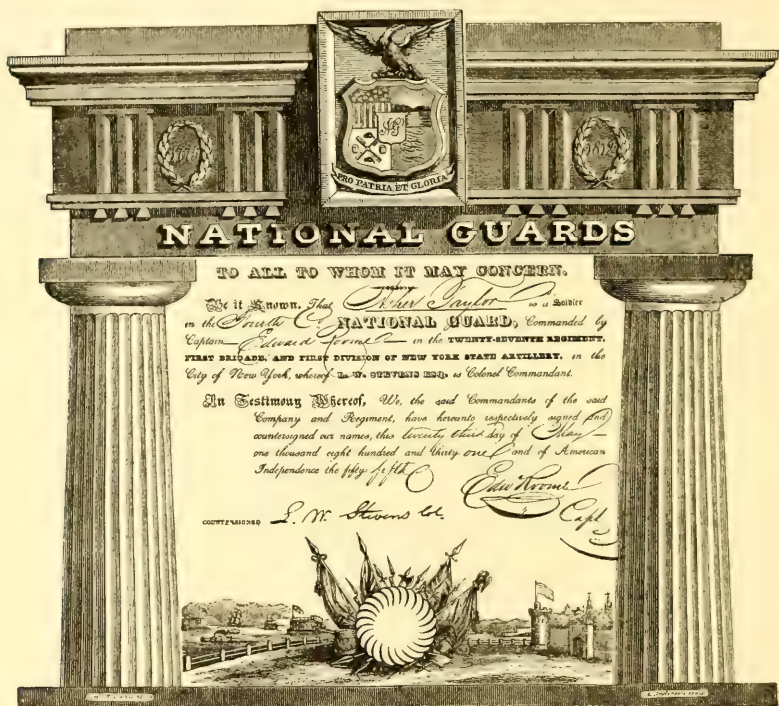 1812
PRO PATRIA ET GLORIA
NATIONAL GUARDS
TO ALL TO WHOM IT MAY CONCERN.
Be it Known, That Asher Taylor is a Soldier
in the Fourth Co. NATIONAL GUARD, Commanded by
Captain Edward in the TWENTY-SEVENTH REGIMENT,
FIRST BRIGADE, AND FIRST DIVISION OF NEW YORK STATE ARTILLERY, in the
City of New York, whereof L. W. STEVENS ESQ. is Colonel Commandant.
In Testimony Whereof, We, the said Commandants of the said
Company and Regiment, have hereunto respectively signed and
countersigned our names, this twenty third day of May
one thousand eight hundred and thirty one and of American
Independence the fifty fifth
Edw Kroome
Capt
COUNTERSIGNED L. W. Stevens Col.